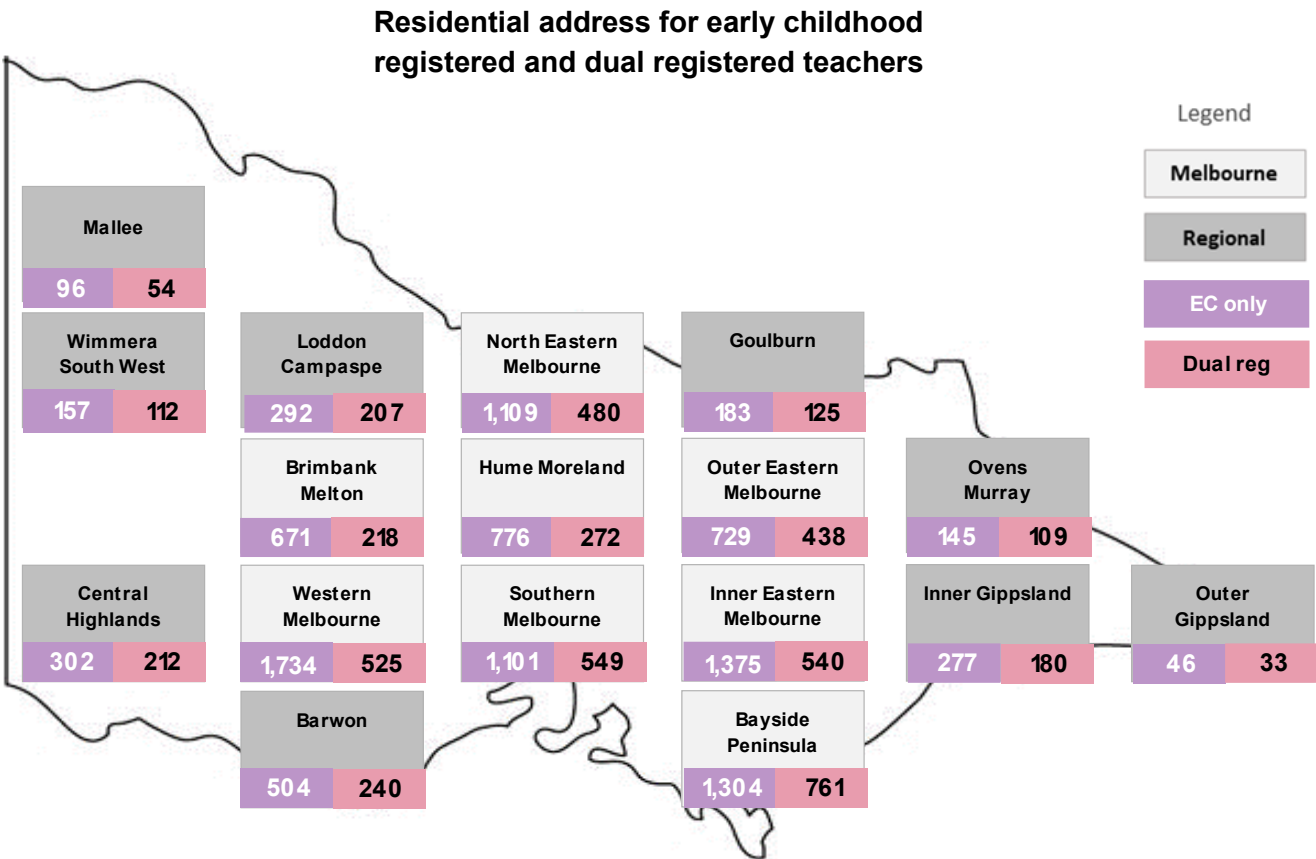 Residential address for early childhood
registered and dual registered teachers
Legend
Melbourne
Regional
EC only
Dual reg
Mallee
96 54
Wimmera
South West
157 112
Loddon
Campaspe
292 207
North Eastern
Melbourne
1,109 480
Goulburn
183 125
Brimbank
Melton
671 218
Hume Moreland
776 272
Outer Eastern
Melbourne
729 438
Ovens
Murray
145 109
Central
Highlands
302 212
Western
Melbourne
1,734 525
Southern
Melbourne
1,101 549
Inner Eastern
Melbourne
1,375 540
Inner Gippsland
277 180
Outer
Gippsland
46 33
Barwon
504 240
Bayside
Peninsula
1,304 761